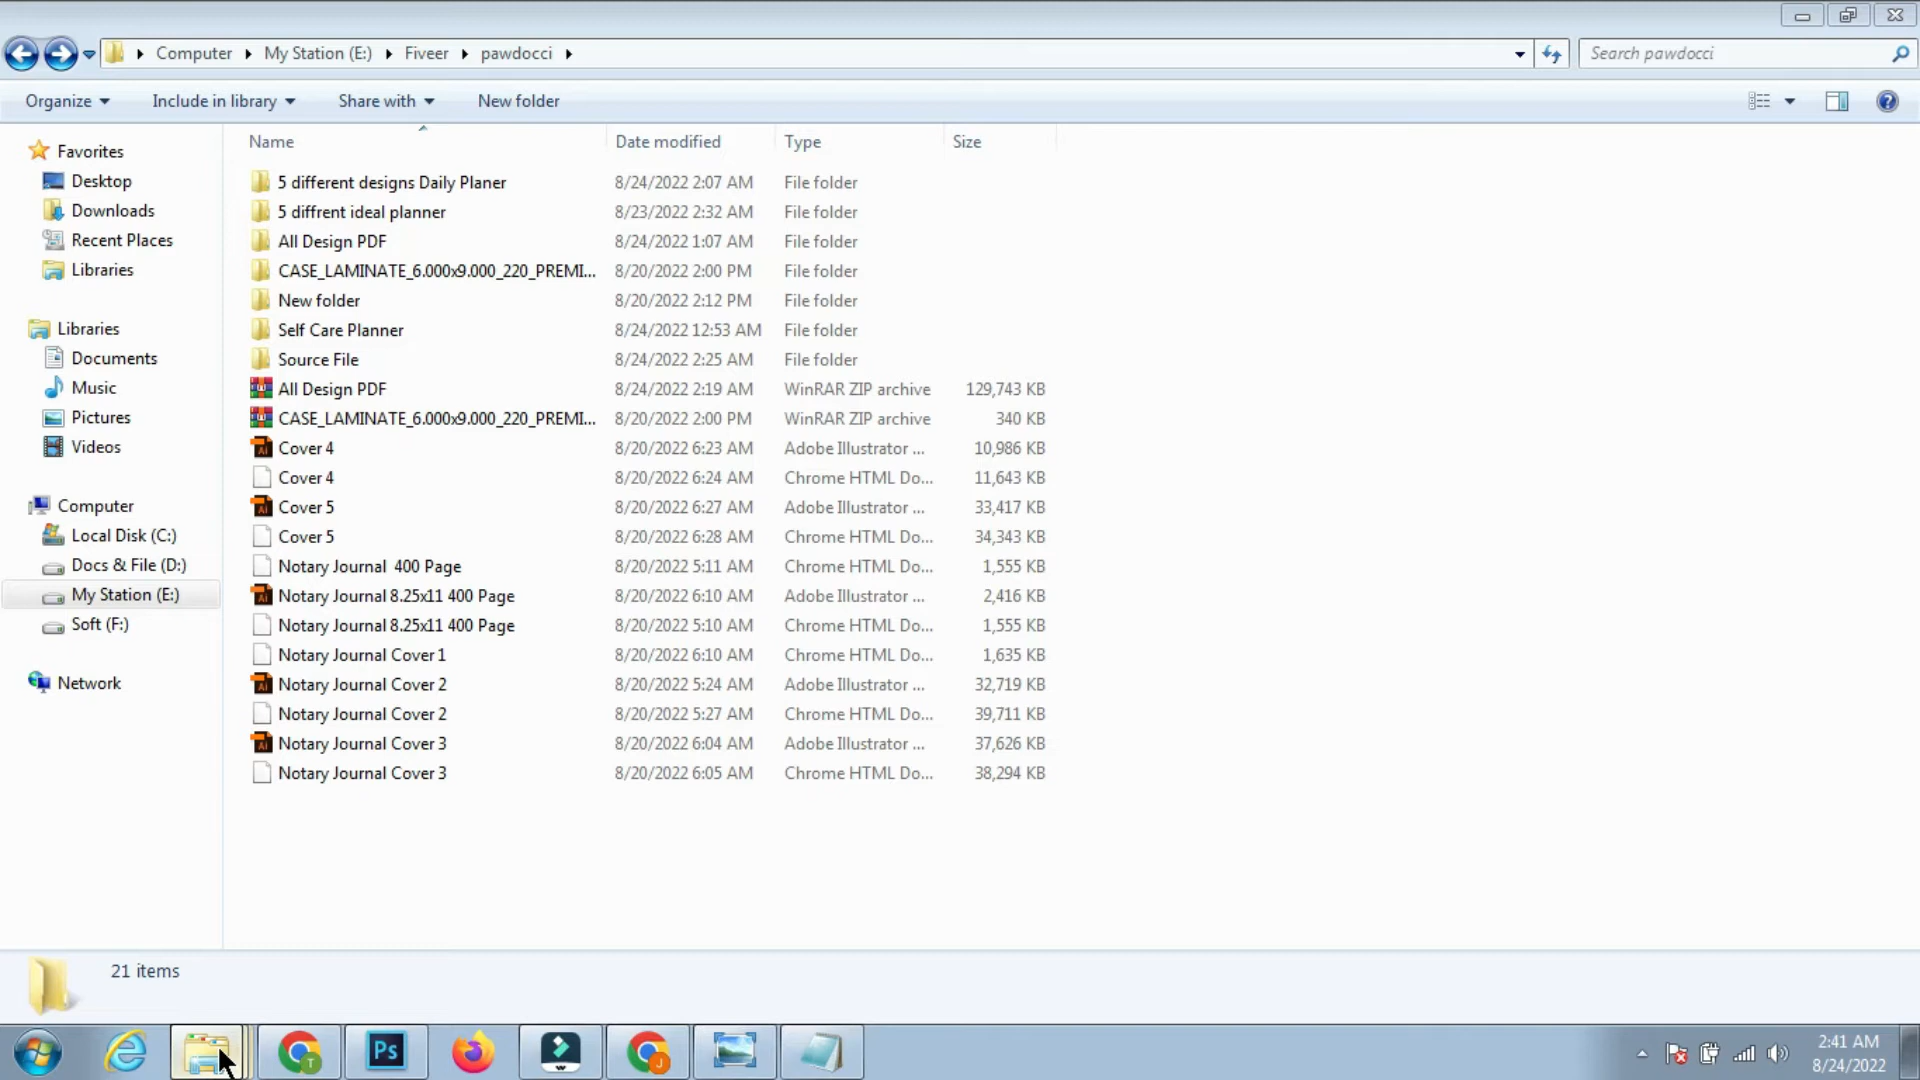 Computer My Station (E:) Fiveer pawdocci Search pawdocci
Organize Include in library Share with New folder
Favorites
Desktop
Downloads
Recent Places
Libraries
Libraries
Documents
Music
Pictures
Videos
Computer
Local Disk (C:)
Docs & File (D:)
My Station (E:)
Soft (F:)
Network
Name Date modified Type Size
5 different designs Daily Planer 8/24/2022 2:07 AM File folder
5 diffrent ideal planner 8/23/2022 2:32 AM File folder
All Design PDF 8/24/2022 1:07 AM File folder
CASE_LAMINATE_6.000x9.000_220_PREMI... 8/20/2022 2:00 PM File folder
New folder 8/20/2022 2:12 PM File folder
Self Care Planner 8/24/2022 12:53 AM File folder
Source File 8/24/2022 2:25 AM File folder
All Design PDF 8/24/2022 2:19 AM WinRAR ZIP archive 129,743 KB
CASE_LAMINATE_6.000x9.000_220_PREMI... 8/20/2022 2:00 PM WinRAR ZIP archive 340 KB
Cover 4 8/20/2022 6:23 AM Adobe Illustrator ... 10,986 KB
Cover 4 8/20/2022 6:24 AM Chrome HTML Do... 11,643 KB
Cover 5 8/20/2022 6:27 AM Adobe Illustrator ... 33,417 KB
Cover 5 8/20/2022 6:28 AM Chrome HTML Do... 34,343 KB
Notary Journal  400 Page 8/20/2022 5:11 AM Chrome HTML Do... 1,555 KB
Notary Journal 8.25x11 400 Page 8/20/2022 6:10 AM Adobe Illustrator ... 2,416 KB
Notary Journal 8.25x11 400 Page 8/20/2022 5:10 AM Chrome HTML Do... 1,555 KB
Notary Journal Cover 1 8/20/2022 6:10 AM Chrome HTML Do... 1,635 KB
Notary Journal Cover 2 8/20/2022 5:24 AM Adobe Illustrator ... 32,719 KB
Notary Journal Cover 2 8/20/2022 5:27 AM Chrome HTML Do... 39,711 KB
Notary Journal Cover 3 8/20/2022 6:04 AM Adobe Illustrator ... 37,626 KB
Notary Journal Cover 3 8/20/2022 6:05 AM Chrome HTML Do... 38,294 KB
21 items
Ps
T
J
2:41 AM
8/24/2022